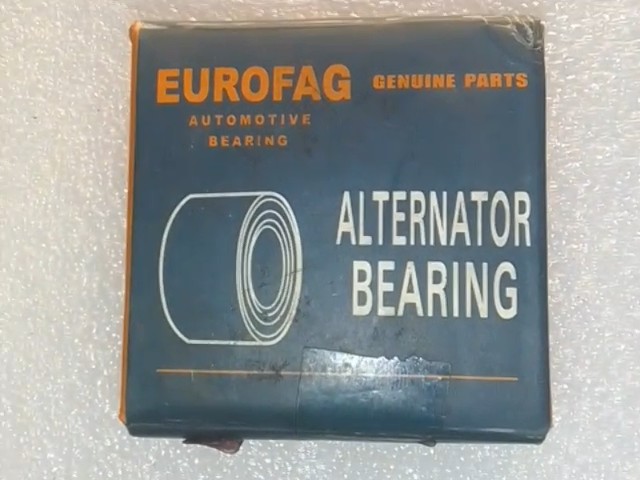 EUROFAG GENUINE PARTS
AUTOMOTIVE
BEARING
ALTERNATOR
BEARING